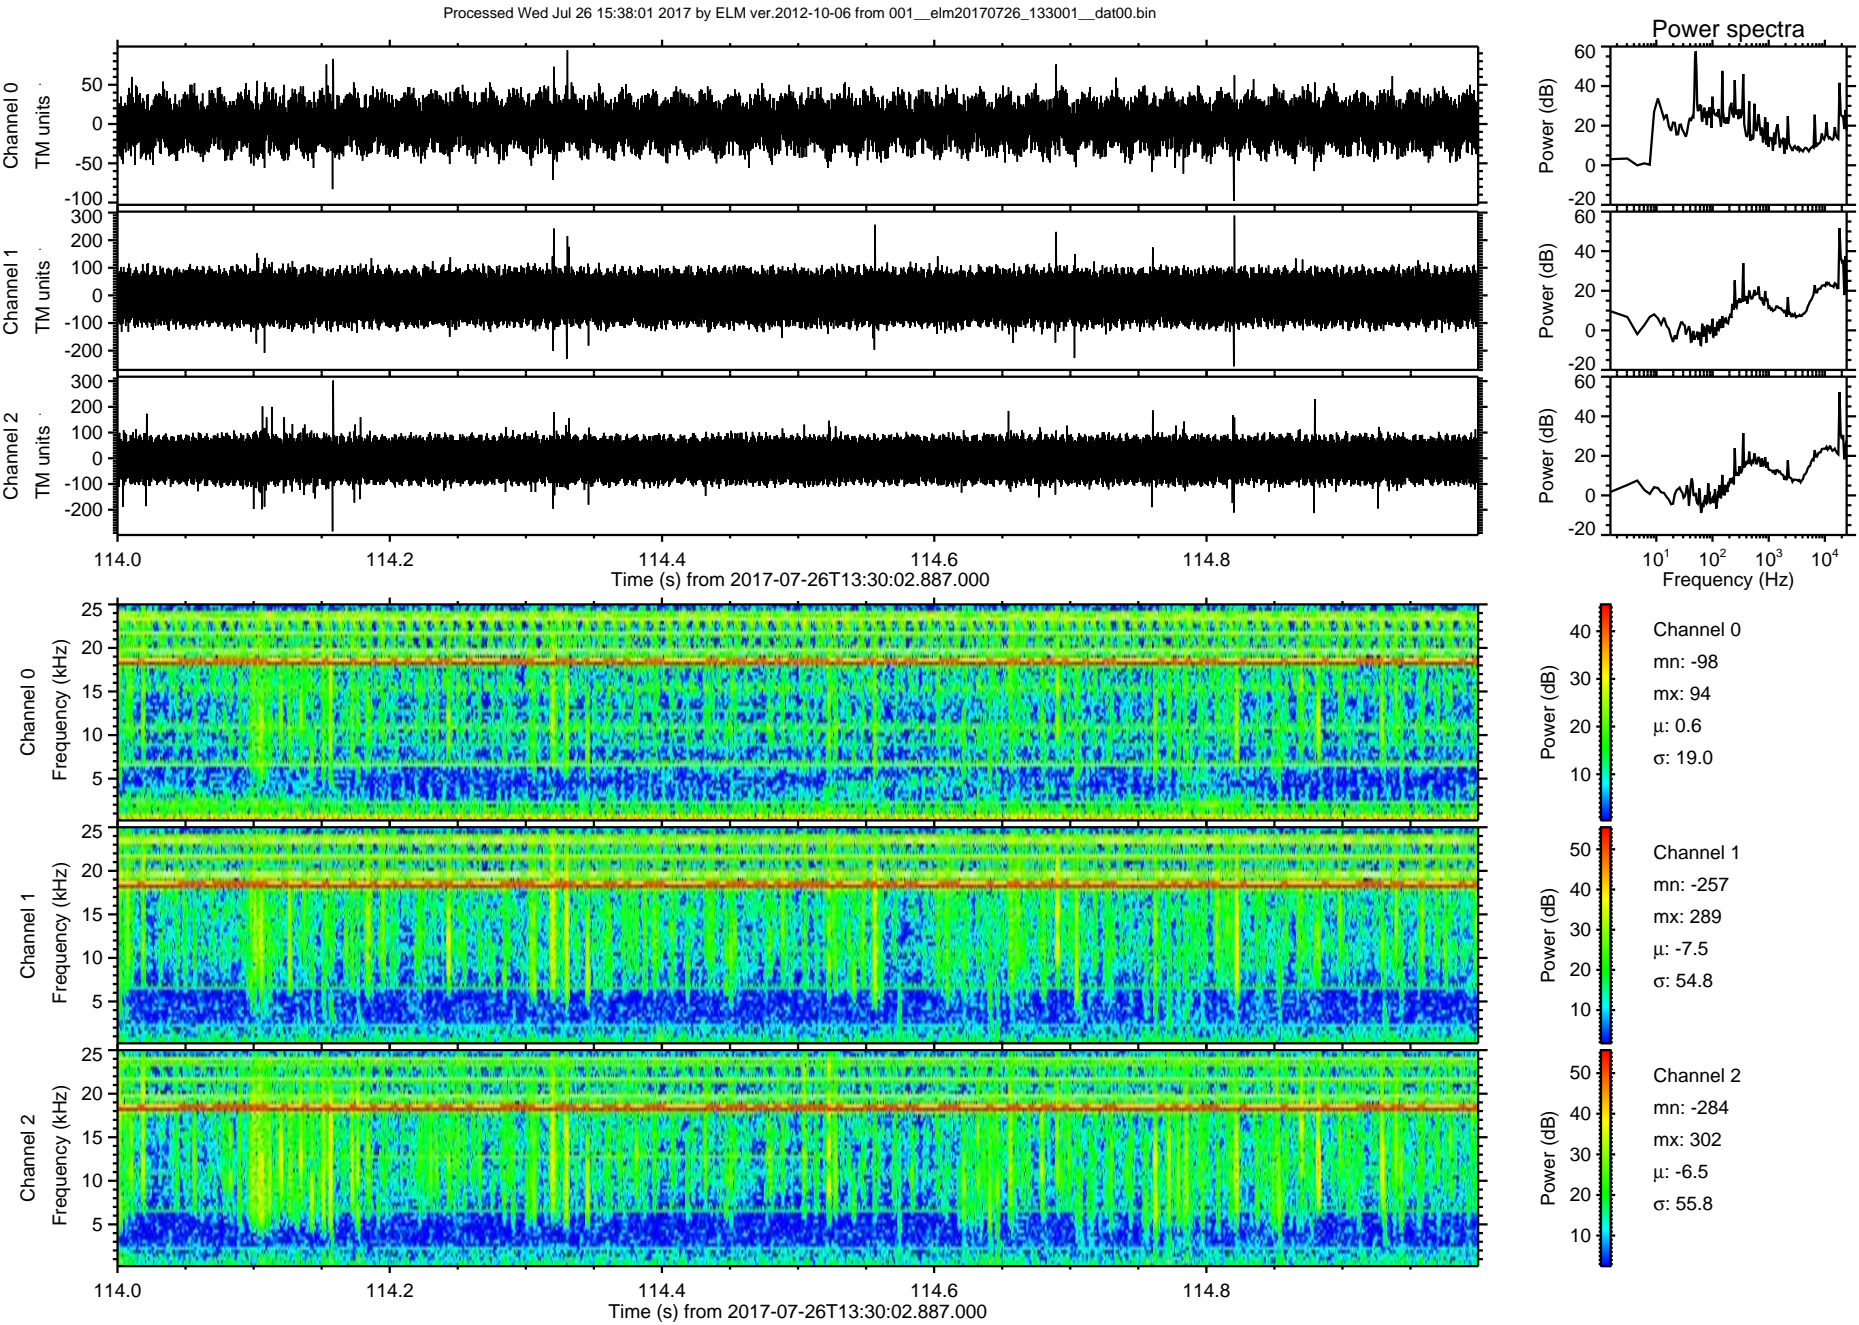 Processed Wed Jul 26 15:38:01 2017 by ELM ver.2012-10-06 from 001__elm20170726_133001__dat00.bin
Power spectra
Channel 0
TM units
50
0
-50
-100
Power (dB)
60
40
20
0
-20
Channel 1
TM units
300
200
100
0
-100
-200
Power (dB)
60
40
20
0
-20
Channel 2
TM units
300
200
100
0
-100
-200
Power (dB)
60
40
20
0
-20
114.0 114.2 114.4 114.6 114.8
Time (s) from 2017-07-26T13:30:02.887.000
10¹ 10² 10³ 10⁴
Frequency (Hz)
Channel 0
Frequency (kHz)
25
20
15
10
5
Power (dB)
40
30
20
10
Channel 0
mn: -98
mx: 94
μ: 0.6
σ: 19.0
Channel 1
Frequency (kHz)
25
20
15
10
5
Power (dB)
50
40
30
20
10
Channel 1
mn: -257
mx: 289
μ: -7.5
σ: 54.8
Channel 2
Frequency (kHz)
25
20
15
10
5
Power (dB)
50
40
30
20
10
Channel 2
mn: -284
mx: 302
μ: -6.5
σ: 55.8
114.0 114.2 114.4 114.6 114.8
Time (s) from 2017-07-26T13:30:02.887.000